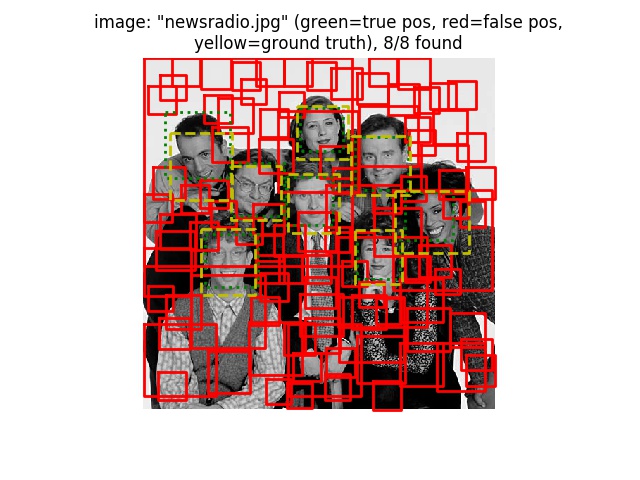 image: "newsradio.jpg" (green=true pos, red=false pos,
yellow=ground truth), 8/8 found